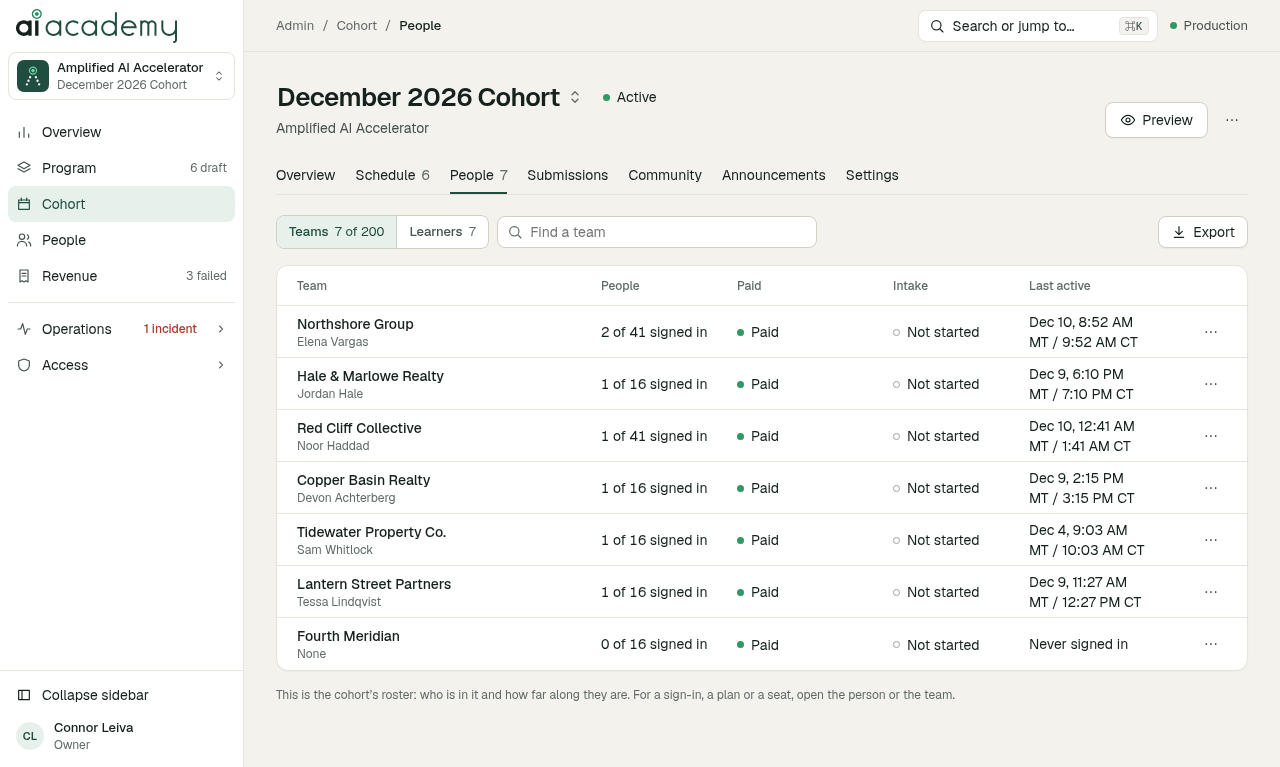 ai academy
Amplified AI Accelerator
December 2026 Cohort
Overview
Program 6 draft
Cohort
People
Revenue 3 failed
Operations 1 incident
Access
Collapse sidebar
CL
Connor Leiva
Owner
Admin / Cohort / People
Search or jump to… ⌘K
Production
December 2026 Cohort
Active
Amplified AI Accelerator
Preview
Overview Schedule 6 People 7 Submissions Community Announcements Settings
Teams 7 of 200 Learners 7
Find a team
Export
Team People Paid Intake Last active
Northshore Group
Elena Vargas
2 of 41 signed in Paid Not started
Dec 10, 8:52 AM
MT / 9:52 AM CT
Hale & Marlowe Realty
Jordan Hale
1 of 16 signed in Paid Not started
Dec 9, 6:10 PM
MT / 7:10 PM CT
Red Cliff Collective
Noor Haddad
1 of 41 signed in Paid Not started
Dec 10, 12:41 AM
MT / 1:41 AM CT
Copper Basin Realty
Devon Achterberg
1 of 16 signed in Paid Not started
Dec 9, 2:15 PM
MT / 3:15 PM CT
Tidewater Property Co.
Sam Whitlock
1 of 16 signed in Paid Not started
Dec 4, 9:03 AM
MT / 10:03 AM CT
Lantern Street Partners
Tessa Lindqvist
1 of 16 signed in Paid Not started
Dec 9, 11:27 AM
MT / 12:27 PM CT
Fourth Meridian
None
0 of 16 signed in Paid Not started
Never signed in
This is the cohort's roster: who is in it and how far along they are. For a sign-in, a plan or a seat, open the person or the team.